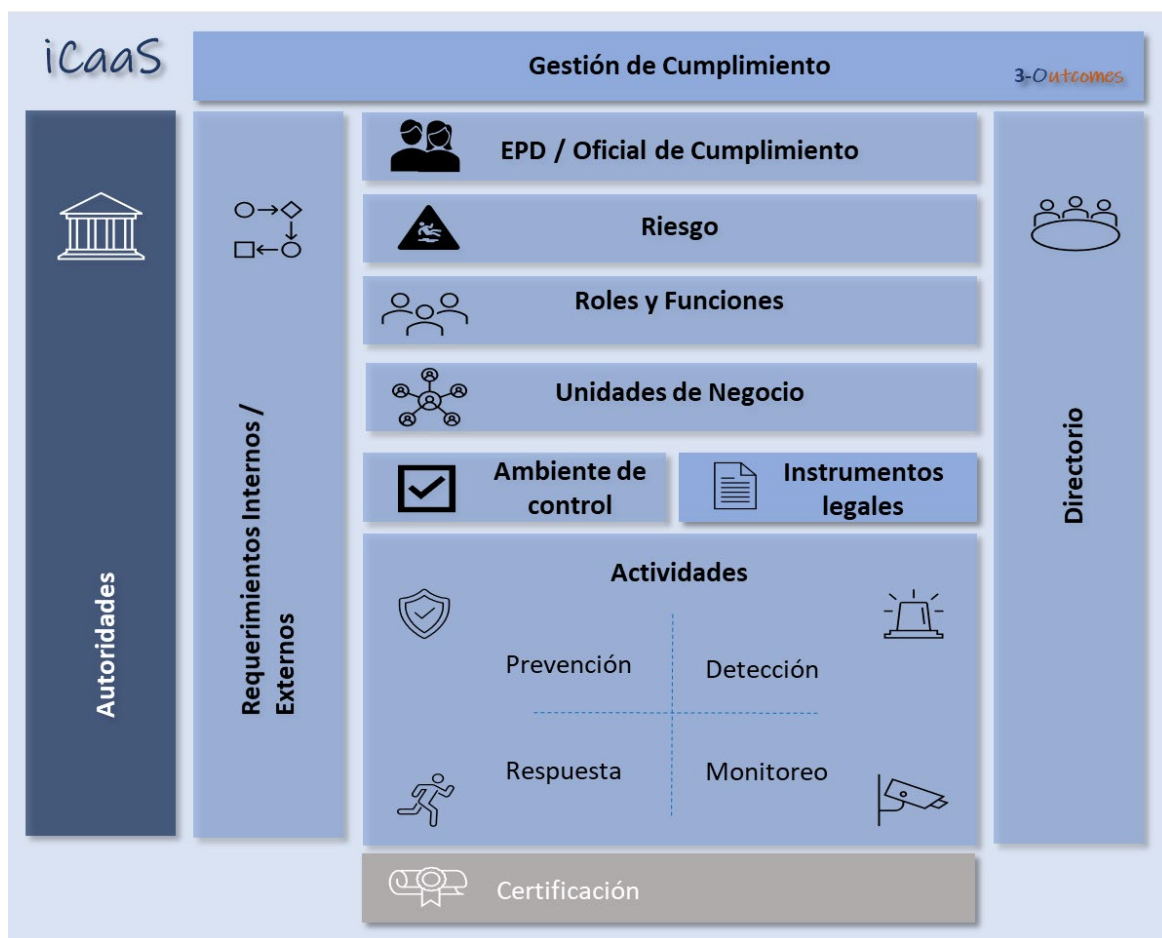 iCaaS
Gestión de Cumplimiento
3-Outcomes
Autoridades
Requerimientos Internos /
Externos
EPD / Oficial de Cumplimiento
Riesgo
Roles y Funciones
Unidades de Negocio
Ambiente de
control
Instrumentos
legales
Actividades
Prevención
Detección
Respuesta
Monitoreo
Certificación
Directorio